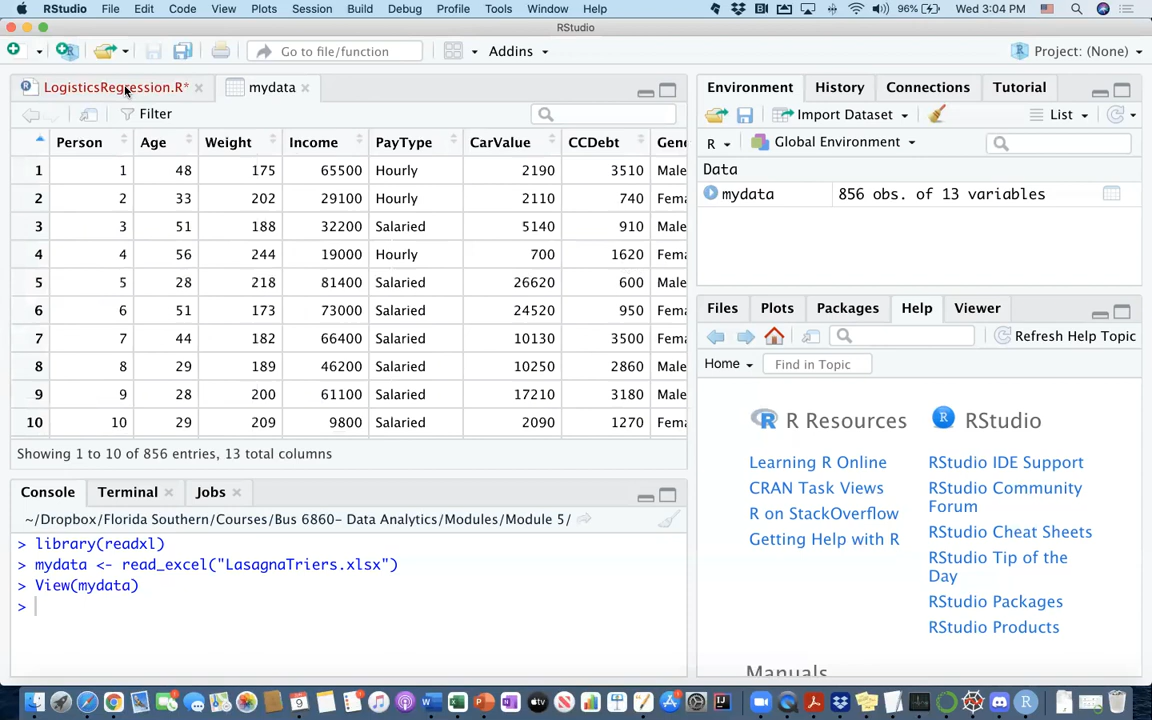 RStudio File Edit Code View Plots Session Build Debug Profile Tools Window Help 96% Wed 3:04 PM
RStudio
Go to file/function Addins Project: (None)
LogisticsRegression.R* mydata
Filter
Person Age Weight Income PayType CarValue CCDebt Gend
1 1 48 175 65500 Hourly 2190 3510 Male
2 2 33 202 29100 Hourly 2110 740 Fema
3 3 51 188 32200 Salaried 5140 910 Male
4 4 56 244 19000 Hourly 700 1620 Fema
5 5 28 218 81400 Salaried 26620 600 Male
6 6 51 173 73000 Salaried 24520 950 Fema
7 7 44 182 66400 Salaried 10130 3500 Fema
8 8 29 189 46200 Salaried 10250 2860 Male
9 9 28 200 61100 Salaried 17210 3180 Male
10 10 29 209 9800 Salaried 2090 1270 Fema
Showing 1 to 10 of 856 entries, 13 total columns
Console Terminal Jobs
~/Dropbox/Florida Southern/Courses/Bus 6860- Data Analytics/Modules/Module 5/
> library(readxl)
> mydata <- read_excel("LasagnaTriers.xlsx")
> View(mydata)
>
Environment History Connections Tutorial
Import Dataset List
R Global Environment
Data
mydata 856 obs. of 13 variables
Files Plots Packages Help Viewer
Refresh Help Topic
Home Find in Topic
R Resources
Learning R Online
CRAN Task Views
R on StackOverflow
Getting Help with R
RStudio
RStudio IDE Support
RStudio Community
Forum
RStudio Cheat Sheets
RStudio Tip of the
Day
RStudio Packages
RStudio Products
Manuals